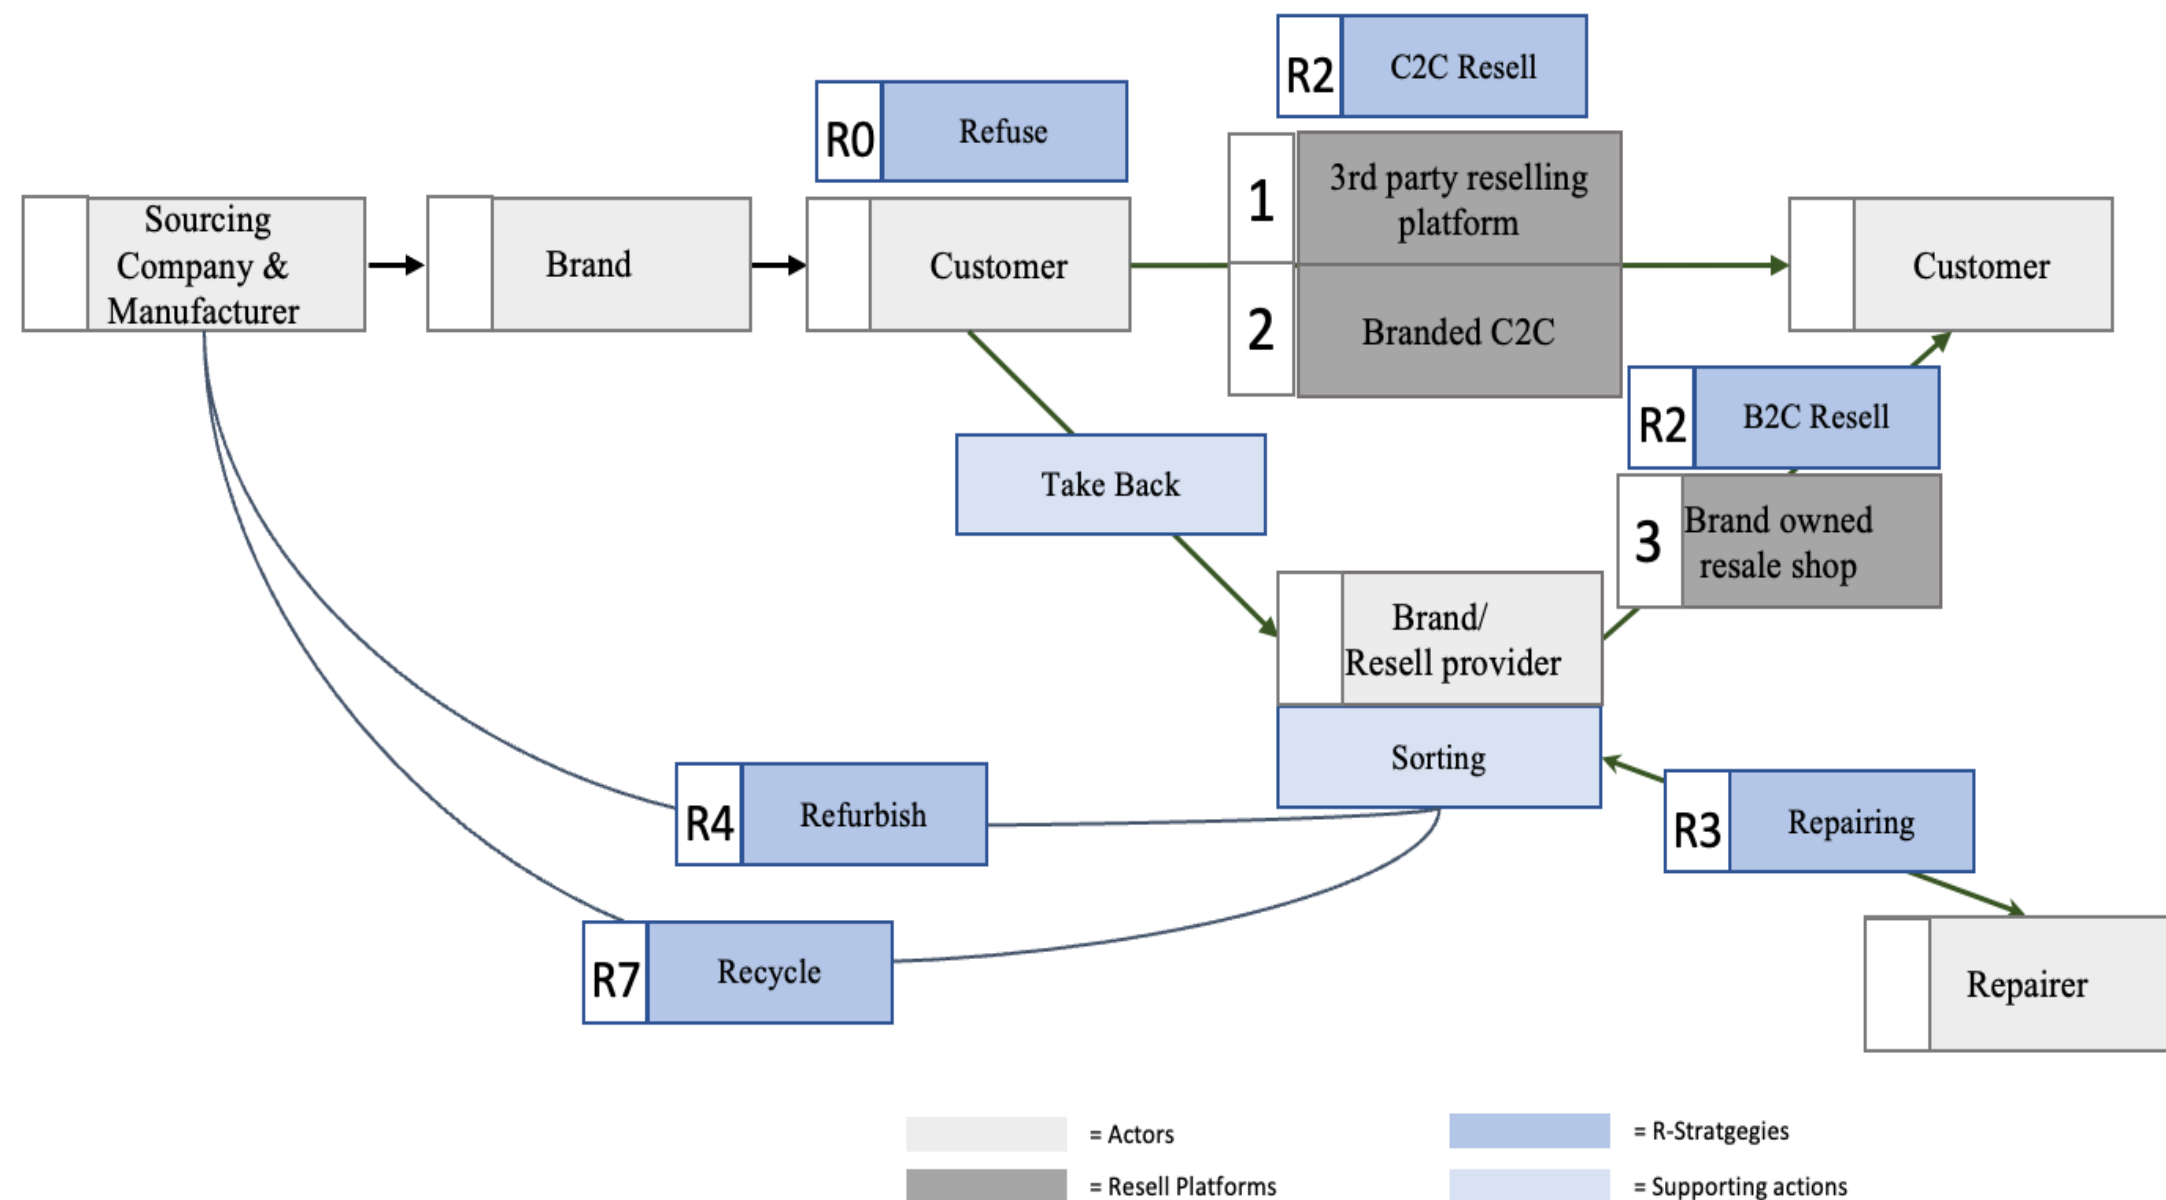 R2
C2C Resell
R0
Refuse
Sourcing
Company &
Manufacturer
Brand
Customer
1
3rd party reselling
platform
2
Branded C2C
Customer
R2
B2C Resell
Take Back
3
Brand owned
resale shop
Brand/
Resell provider
Sorting
R4
Refurbish
R3
Repairing
R7
Recycle
Repairer
= Actors
= R-Stratgegies
= Resell Platforms
= Supporting actions